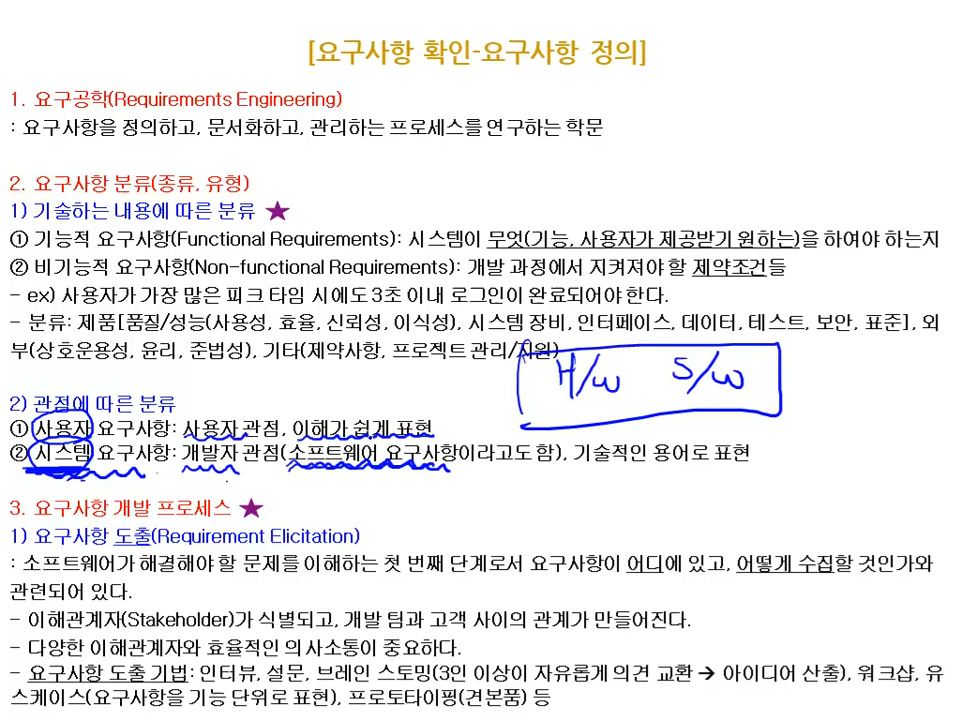 [요구사항 확인-요구사항 정의]
1. 요구공학(Requirements Engineering)
: 요구사항을 정의하고, 문서화하고, 관리하는 프로세스를 연구하는 학문
2. 요구사항 분류(종류, 유형)
1) 기술하는 내용에 따른 분류 ★
① 기능적 요구사항(Functional Requirements): 시스템이 무엇(기능, 사용자가 제공받기 원하는)을 하여야 하는지
② 비기능적 요구사항(Non-functional Requirements): 개발 과정에서 지켜져야 할 제약조건들
- ex) 사용자가 가장 많은 피크 타임 시에도 3초 이내 로그인이 완료되어야 한다.
- 분류: 제품[품질/성능(사용성, 효율, 신뢰성, 이식성), 시스템 장비, 인터페이스, 데이터, 테스트, 보안, 표준], 외
부(상호운용성, 윤리, 준법성), 기타(제약사항, 프로젝트 관리/지원)
H/W S/W
2) 관점에 따른 분류
① 사용자 요구사항: 사용자 관점, 이해가 쉽게 표현
② 시스템 요구사항: 개발자 관점(소프트웨어 요구사항이라고도 함), 기술적인 용어로 표현
3. 요구사항 개발 프로세스 ★
1) 요구사항 도출(Requirement Elicitation)
: 소프트웨어가 해결해야 할 문제를 이해하는 첫 번째 단계로서 요구사항이 어디에 있고, 어떻게 수집할 것인가와
관련되어 있다.
- 이해관계자(Stakeholder)가 식별되고, 개발 팀과 고객 사이의 관계가 만들어진다.
- 다양한 이해관계자와 효율적인 의사소통이 중요하다.
- 요구사항 도출 기법: 인터뷰, 설문, 브레인 스토밍(3인 이상이 자유롭게 의견 교환 → 아이디어 산출), 워크샵, 유
스케이스(요구사항을 기능 단위로 표현), 프로토타이핑(견본품) 등